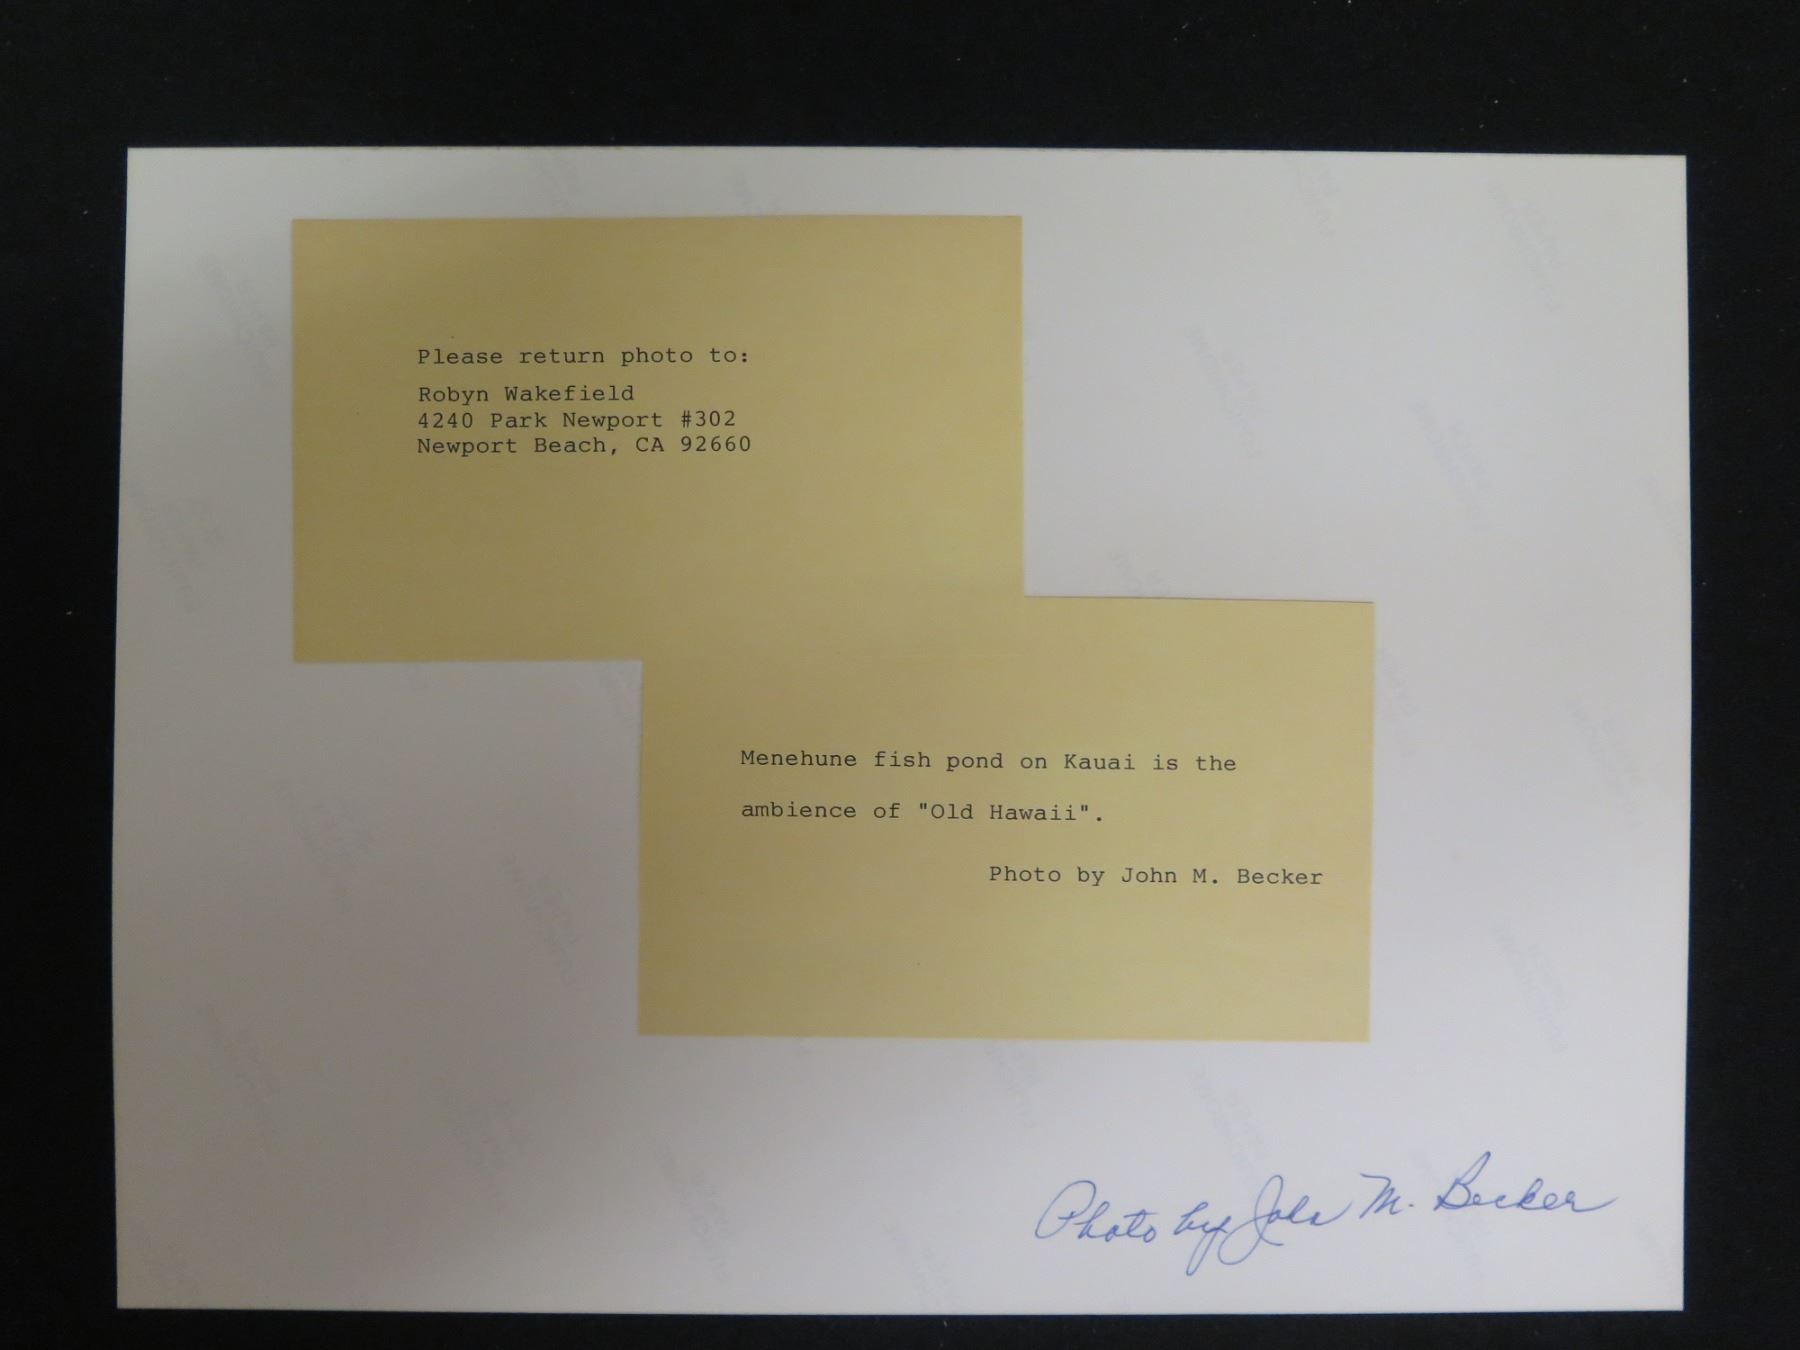 Please return photo to:
Robyn Wakefield
4240 Park Newport #302
Newport Beach, CA 92660
Menehune fish pond on Kauai is the
ambience of "Old Hawaii".
Photo by John M. Becker
Photo by John M. Becker